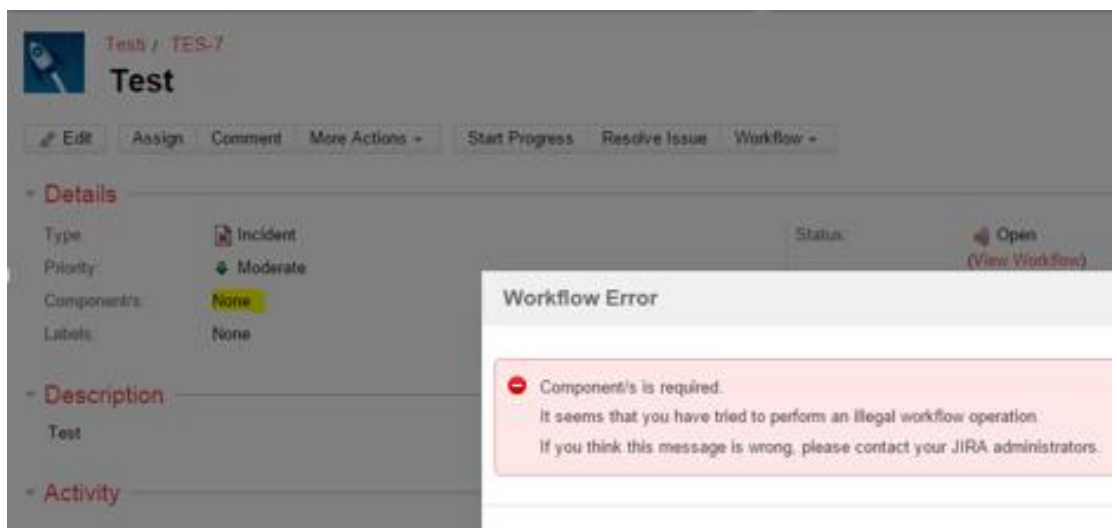 Test / TES-7
Test
Edit Assign Comment More Actions Start Progress Resolve Issue Workflow
Details
Type: Incident
Priority: Moderate
Component/s: None
Labels: None
Status: Open
(View Workflow)
Description
Test
Activity
Workflow Error
Component/s is required.
It seems that you have tried to perform an illegal workflow operation.
If you think this message is wrong, please contact your JIRA administrators.